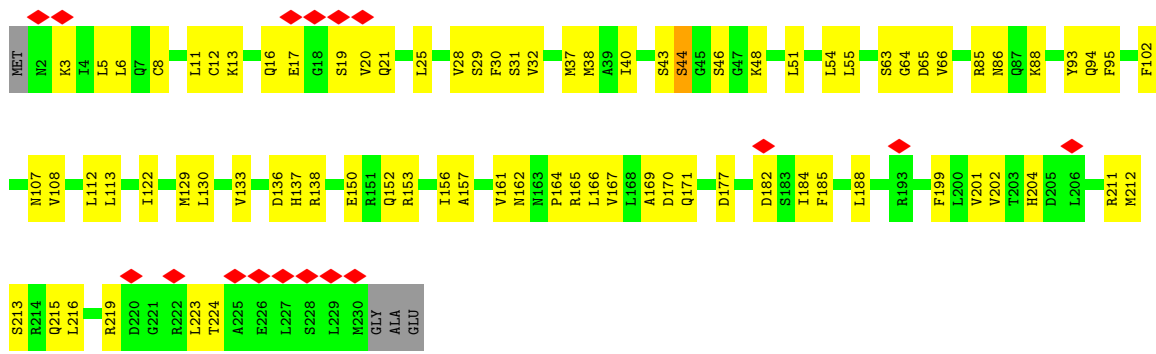 MET N2 K3 I4 L5 L6 Q7 C8 L11 C12 K13 Q16 E17 G18 S19 V20 Q21 L25 V28 S29 F30 S31 V32 M37 M38 A39 I40 S43 S44 G45 S46 G47 K48 L51 L54 L55 S63 G64 D65 V66 R85 N86 Q87 K88 Y93 Q94 F95 F102
N107 V108 L112 L113 I122 M129 L130 V133 D136 H137 R138 E150 R151 Q152 R153 I156 A157 V161 N162 N163 P164 R165 L166 V167 L168 A169 D170 Q171 D177 D182 S183 I184 F185 L188 R193 F199 L200 V201 V202 T203 H204 D205 L206 R211 M212
S213 R214 Q215 L216 R219 D220 G221 R222 L223 T224 A225 E226 L227 S228 L229 M230 GLY ALA GLU